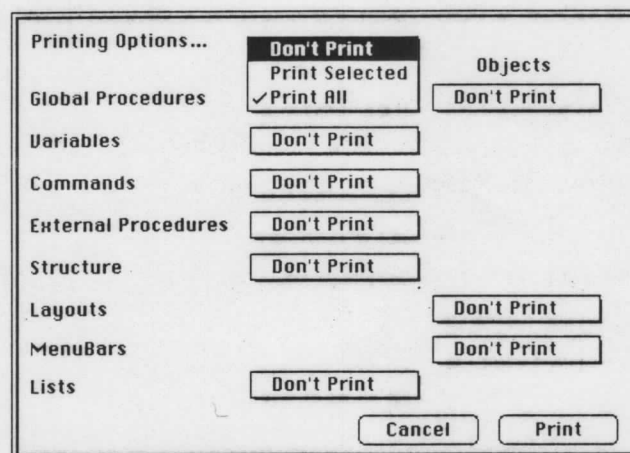 Printing Options...
Don't Print
Print Selected
✓Print All
Objects
Global Procedures Don't Print
Variables Don't Print
Commands Don't Print
External Procedures Don't Print
Structure Don't Print
Layouts Don't Print
MenuBars Don't Print
Lists Don't Print
Cancel Print